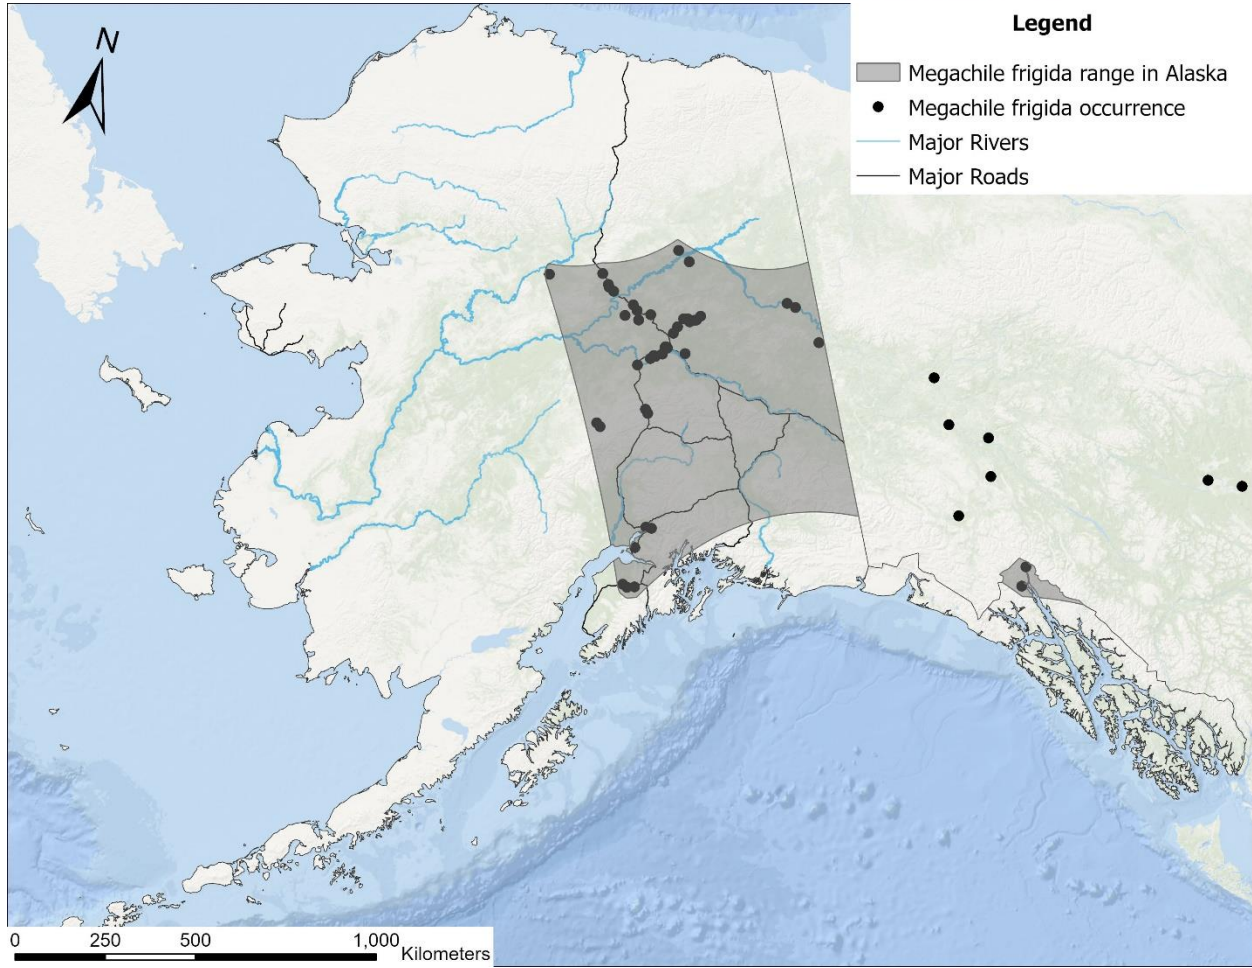 N
Legend
Megachile frigida range in Alaska
Megachile frigida occurrence
Major Rivers
Major Roads
0 250 500 1,000
Kilometers